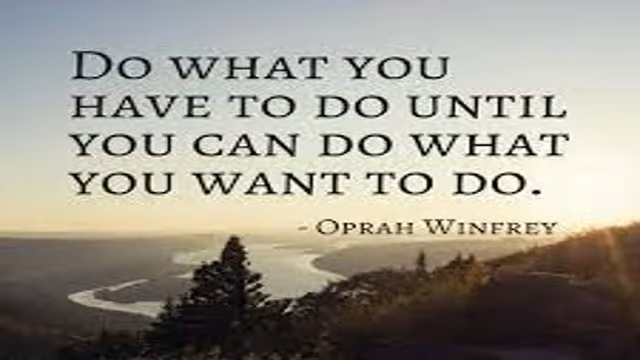 Do what you
have to do until
you can do what
you want to do.
- Oprah Winfrey